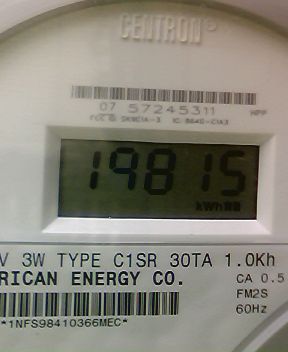 CENTRON®
07 57245311 HPP
19815
kWh
V 3W TYPE C1SR 30TA 1.0Kh
RICAN ENERGY CO. CA 0.5
FM2S
*1NFS98410366MEC* 60Hz